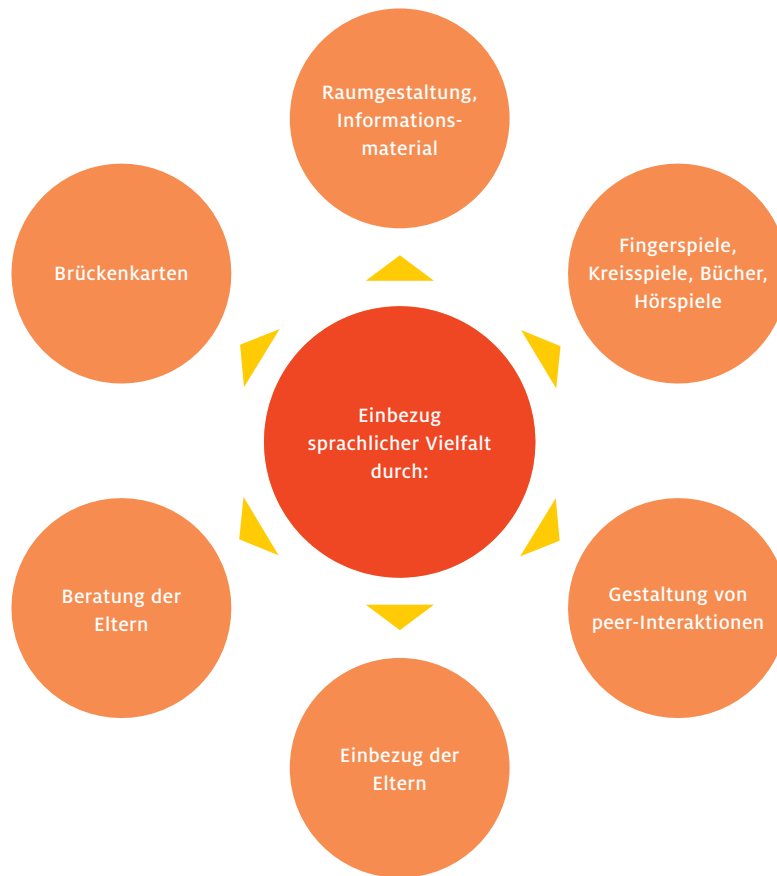 Raumgestaltung,
Informations-
material
Brückenkarten
Fingerspiele,
Kreisspiele, Bücher,
Hörspiele
Einbezug
sprachlicher Vielfalt
durch:
Beratung der
Eltern
Gestaltung von
peer-Interaktionen
Einbezug der
Eltern